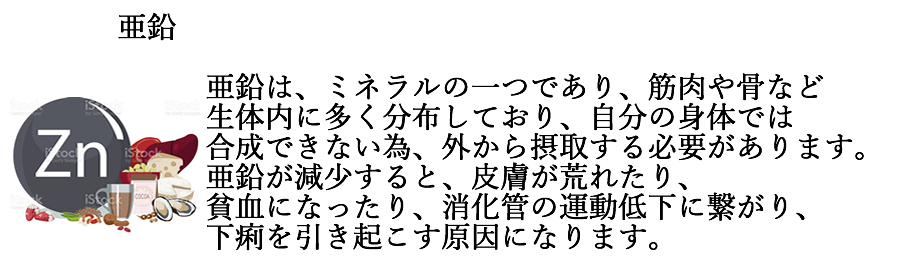 亜鉛
亜鉛は、ミネラルの一つであり、筋肉や骨など
生体内に多く分布しており、自分の身体では
合成できない為、外から摂取する必要があります。
亜鉛が減少すると、皮膚が荒れたり、
貧血になったり、消化管の運動低下に繋がり、
下痢を引き起こす原因になります。
Zn
iStock
iStock
iStock
iStock
COCOA